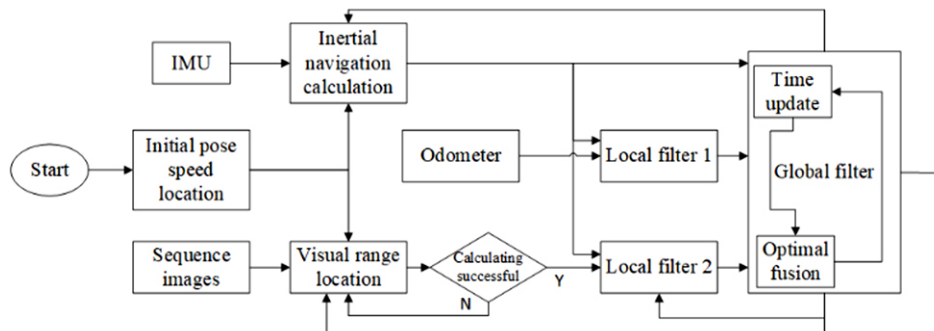 IMU
Inertial
navigation
calculation
Time
update
Start
Initial pose
speed
location
Odometer
Local filter 1
Global filter
Sequence
images
Visual range
location
Calculating
successful
N
Y
Local filter 2
Optimal
fusion